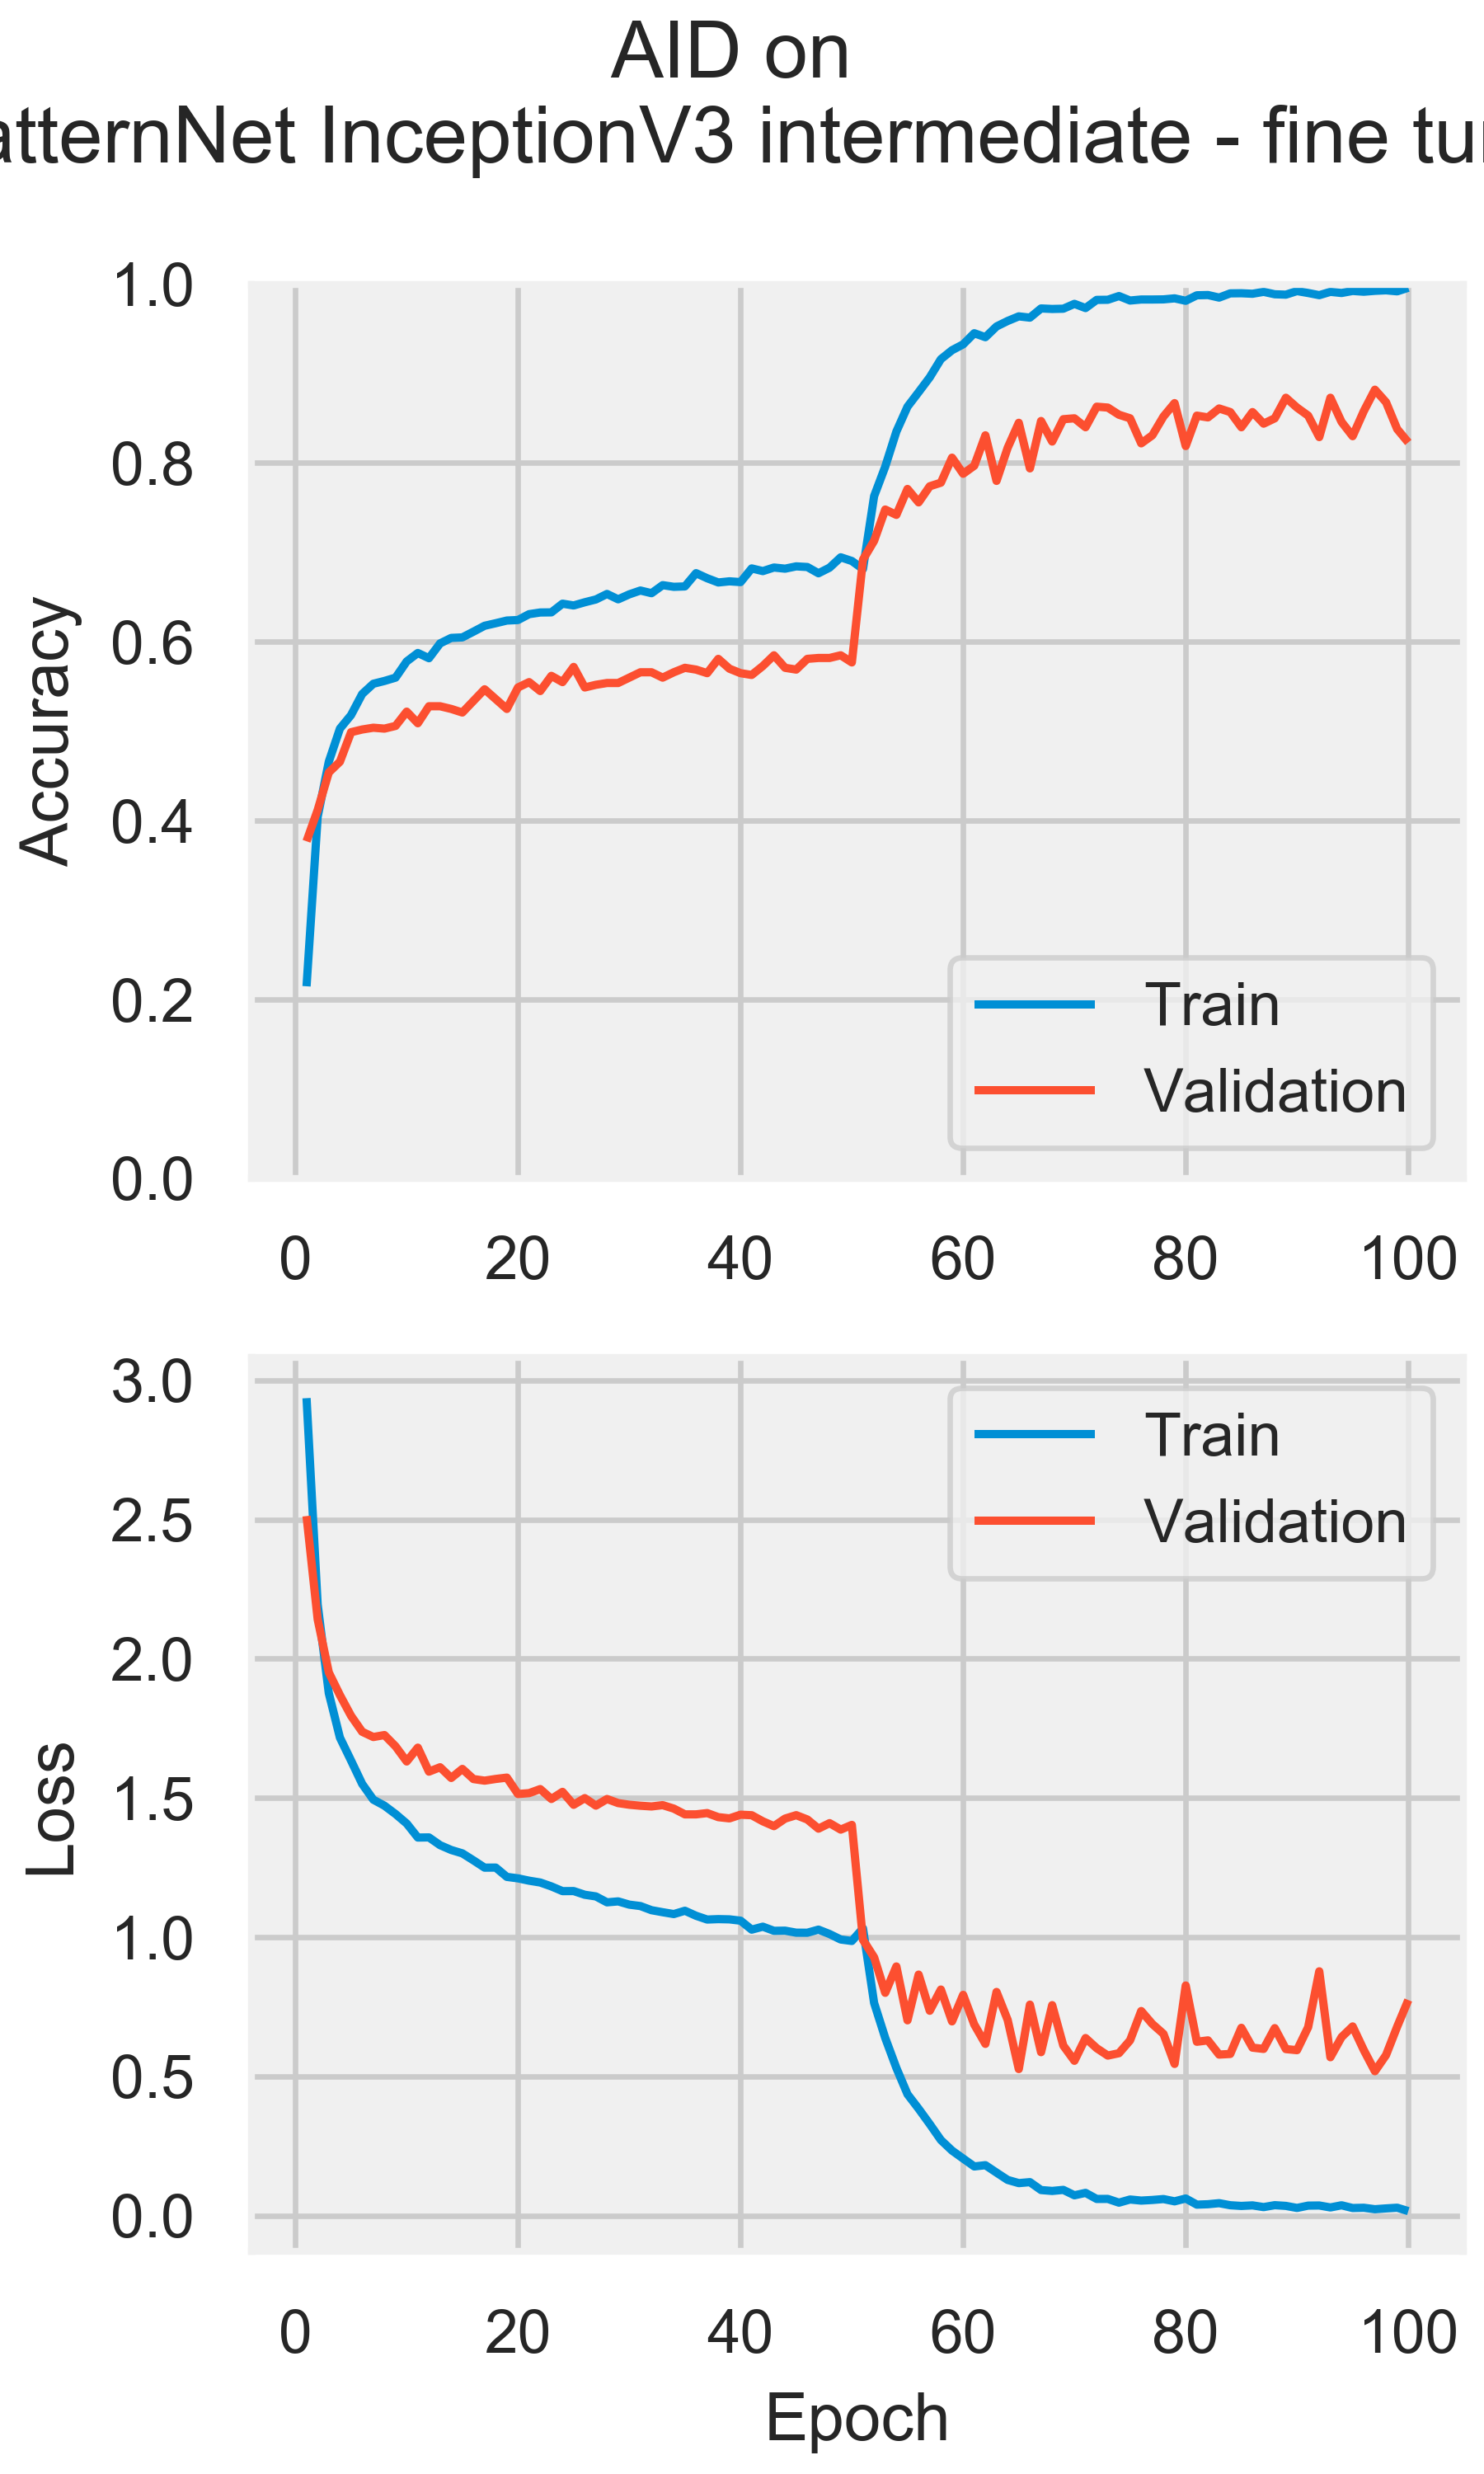 AID on
atternNet InceptionV3 intermediate - fine tu
1.0
0.8
0.6
0.4
0.2
0.0
Accuracy
Train
Validation
0 20 40 60 80 100
3.0
2.5
2.0
1.5
1.0
0.5
0.0
Loss
Train
Validation
0 20 40 60 80 100
Epoch